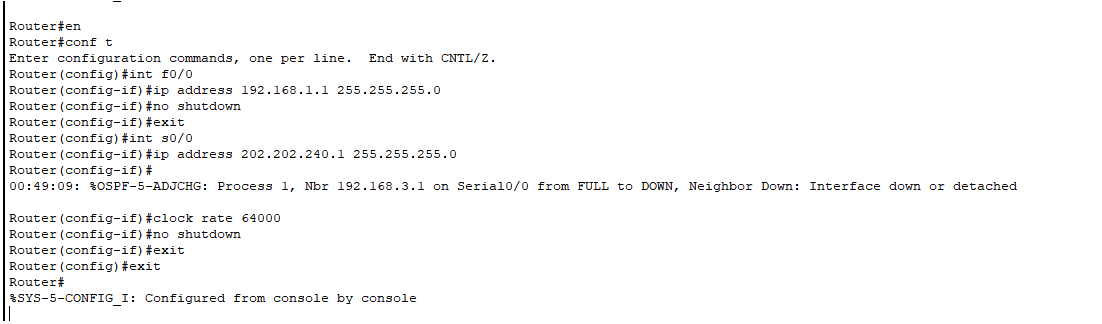 Router#en
Router#conf t
Enter configuration commands, one per line.  End with CNTL/Z.
Router(config)#int f0/0
Router(config-if)#ip address 192.168.1.1 255.255.255.0
Router(config-if)#no shutdown
Router(config-if)#exit
Router(config)#int s0/0
Router(config-if)#ip address 202.202.240.1 255.255.255.0
Router(config-if)#
00:49:09: %OSPF-5-ADJCHG: Process 1, Nbr 192.168.3.1 on Serial0/0 from FULL to DOWN, Neighbor Down: Interface down or detached
Router(config-if)#clock rate 64000
Router(config-if)#no shutdown
Router(config-if)#exit
Router(config)#exit
Router#
%SYS-5-CONFIG_I: Configured from console by console